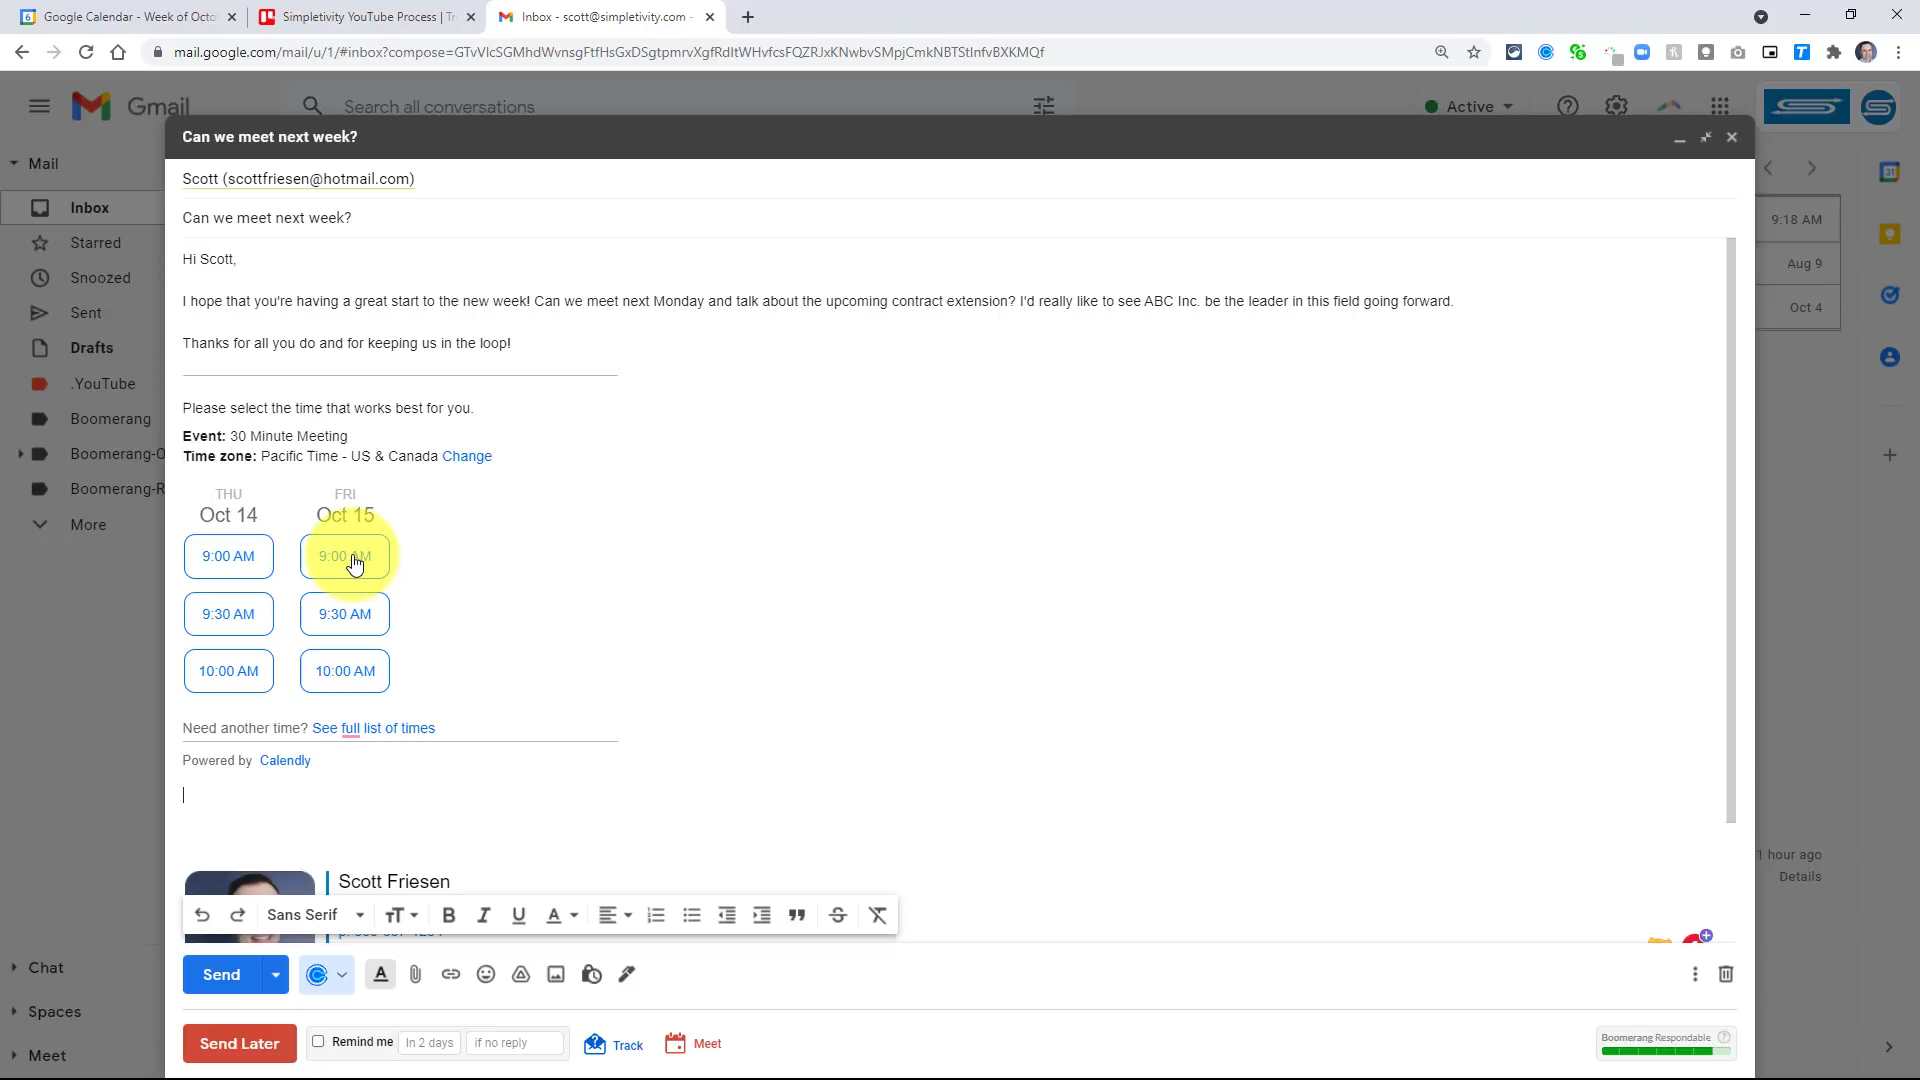 Google Calendar - Week of Octo
Simpletivity YouTube Process | Tr
Inbox - scott@simpletivity.com -
mail.google.com/mail/u/1/#inbox?compose=GTvVlcSGMhdWvnsgFtfHsGxDSgtpmrvXgfRdltWHvfcsFQZRJxKNwbvSMpjCmkNBTStlnfvBXKMQf
Gmail
Search all conversations
Active
Can we meet next week?
Mail
Scott (scottfriesen@hotmail.com)
Inbox
Can we meet next week?
9:18 AM
Starred
Hi Scott,
Aug 9
Snoozed
I hope that you're having a great start to the new week! Can we meet next Monday and talk about the upcoming contract extension? I'd really like to see ABC Inc. be the leader in this field going forward.
Oct 4
Sent
Thanks for all you do and for keeping us in the loop!
Drafts
.YouTube
Please select the time that works best for you.
Boomerang
Event: 30 Minute Meeting
Boomerang-O
Time zone: Pacific Time - US & Canada Change
Boomerang-R
THU FRI
Oct 14 Oct 15
More
9:00 AM 9:00 AM
9:30 AM 9:30 AM
10:00 AM 10:00 AM
Need another time? See full list of times
Powered by Calendly
1 hour ago
Details
Scott Friesen
Sans Serif
Chat
Send
Spaces
Send Later
Remind me
In 2 days
if no reply
Track
Meet
Boomerang Respondable
Meet